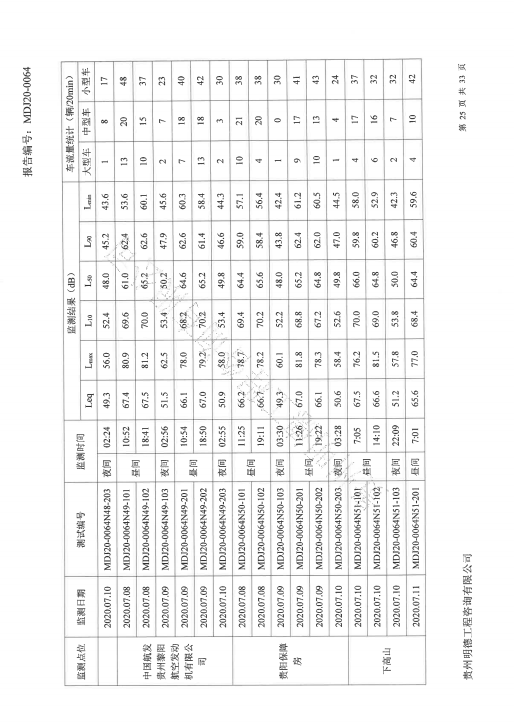 报告编号：MDJ20-0064
监测点位 监测日期 测试编号 监测时间 监测结果（dB） 车流量统计（辆/20min）
Leq Lmax L10 L50 L90 Lmin 大型车 中型车 小型车
2020.07.10 MDJ20-0064N48-203 夜间 02:24 49.3 56.0 52.4 48.0 45.2 43.6 1 8 17
中国航发
贵州黎阳
航空发动
机有限公
司
2020.07.08 MDJ20-0064N49-101 昼间 10:52 67.4 80.9 69.6 61.0 62.4 53.6 13 20 48
2020.07.08 MDJ20-0064N49-102 18:41 67.5 81.2 70.0 65.2 62.6 60.1 10 15 37
2020.07.09 MDJ20-0064N49-103 夜间 02:56 51.5 62.5 53.4 50.2 47.9 45.6 2 7 23
2020.07.09 MDJ20-0064N49-201 昼间 10:54 66.1 78.0 68.2 64.6 62.6 60.3 7 18 40
2020.07.09 MDJ20-0064N49-202 18:50 67.0 79.2 70.2 65.2 61.4 58.4 13 18 42
2020.07.10 MDJ20-0064N49-203 夜间 02:55 50.9 58.0 53.4 49.8 46.6 44.3 2 3 30
贵阳保障
房
2020.07.08 MDJ20-0064N50-101 昼间 11:25 66.2 78.7 69.4 64.4 59.0 57.1 10 21 38
2020.07.08 MDJ20-0064N50-102 19:11 66.7 78.2 70.2 65.6 58.4 56.4 4 20 38
2020.07.09 MDJ20-0064N50-103 夜间 03:30 49.3 60.1 52.2 48.0 43.8 42.4 1 0 30
2020.07.09 MDJ20-0064N50-201 昼间 11:26 67.0 81.8 68.8 65.2 62.4 61.2 9 17 41
2020.07.09 MDJ20-0064N50-202 19:22 66.1 78.3 67.2 64.8 62.0 60.5 10 13 43
2020.07.10 MDJ20-0064N50-203 夜间 03:28 50.6 58.4 52.6 49.8 47.0 44.5 1 4 24
下高山
2020.07.10 MDJ20-0064N51-101 昼间 7:05 67.5 76.2 70.0 66.0 59.8 58.0 4 17 37
2020.07.10 MDJ20-0064N51-102 14:10 66.6 81.5 69.0 64.8 60.2 52.9 6 16 32
2020.07.10 MDJ20-0064N51-103 夜间 22:09 51.2 57.8 53.8 50.0 46.8 42.3 2 7 32
2020.07.11 MDJ20-0064N51-201 昼间 7:01 65.6 77.0 68.4 64.4 60.4 59.6 4 10 42
贵州明德工程咨询有限公司
第 25 页 共 33 页